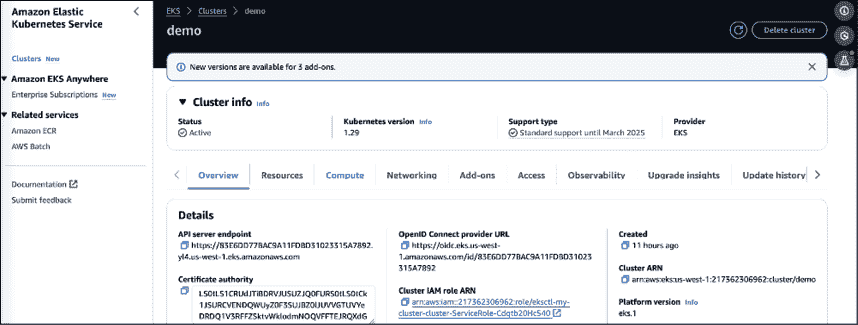 Amazon Elastic
Kubernetes Service
Clusters New
Amazon EKS Anywhere
Enterprise Subscriptions New
Related services
Amazon ECR
AWS Batch
Documentation
Submit feedback
EKS > Clusters > demo
demo
Delete cluster
New versions are available for 3 add-ons.
Cluster info Info
Status
Active
Kubernetes version Info
1.29
Support type
Standard support until March 2025
Provider
EKS
Overview Resources Compute Networking Add-ons Access Observability Upgrade insights Update history
Details
API server endpoint
https://83E6DD77BAC9A11FDBD31023315A7892.
yl4.us-west-1.eks.amazonaws.com
Certificate authority
OpenID Connect provider URL
https://oidc.eks.us-west-
1.amazonaws.com/id/83E6DD77BAC9A11FDBD31023
315A7892
Cluster IAM role ARN
arn:aws:iam::217362306962:role/eksctl-my-
cluster-cluster-ServiceRole-Cdqtb20Hc540
Created
11 hours ago
Cluster ARN
arn:aws:eks:us-west-1:217362306962:cluster/demo
Platform version Info
eks.1